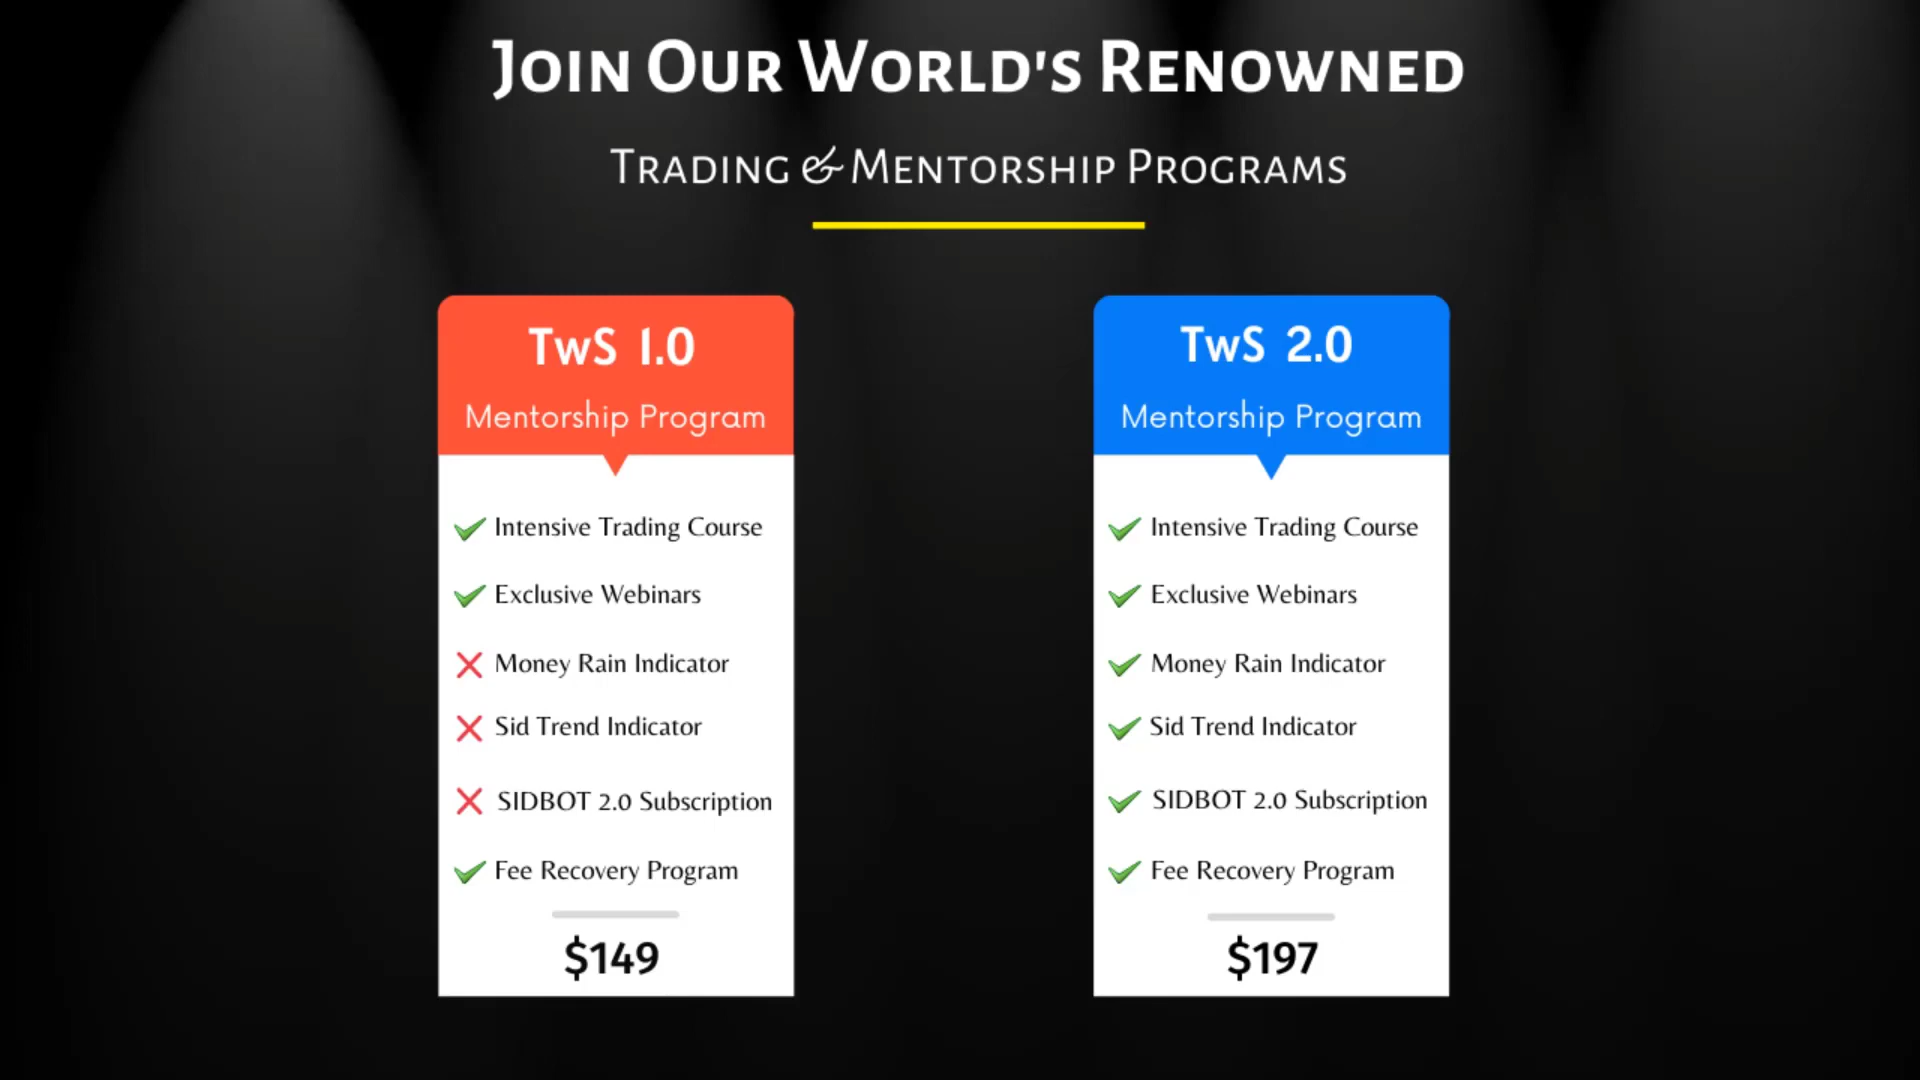 Join Our World's Renowned
Trading & Mentorship Programs
TwS 1.0
Mentorship Program
Intensive Trading Course
Exclusive Webinars
Money Rain Indicator
Sid Trend Indicator
SIDBOT 2.0 Subscription
Fee Recovery Program
$149
TwS 2.0
Mentorship Program
Intensive Trading Course
Exclusive Webinars
Money Rain Indicator
Sid Trend Indicator
SIDBOT 2.0 Subscription
Fee Recovery Program
$197